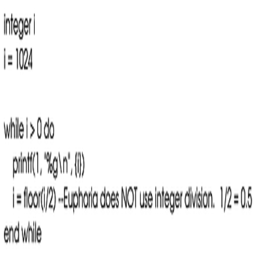 integer i
i = 1024
while i > 0 do
printf(1, "%g\n", {i})
i = floor(i/2) --Euphoria does NOT use integer division. 1/2 = 0.5
end while